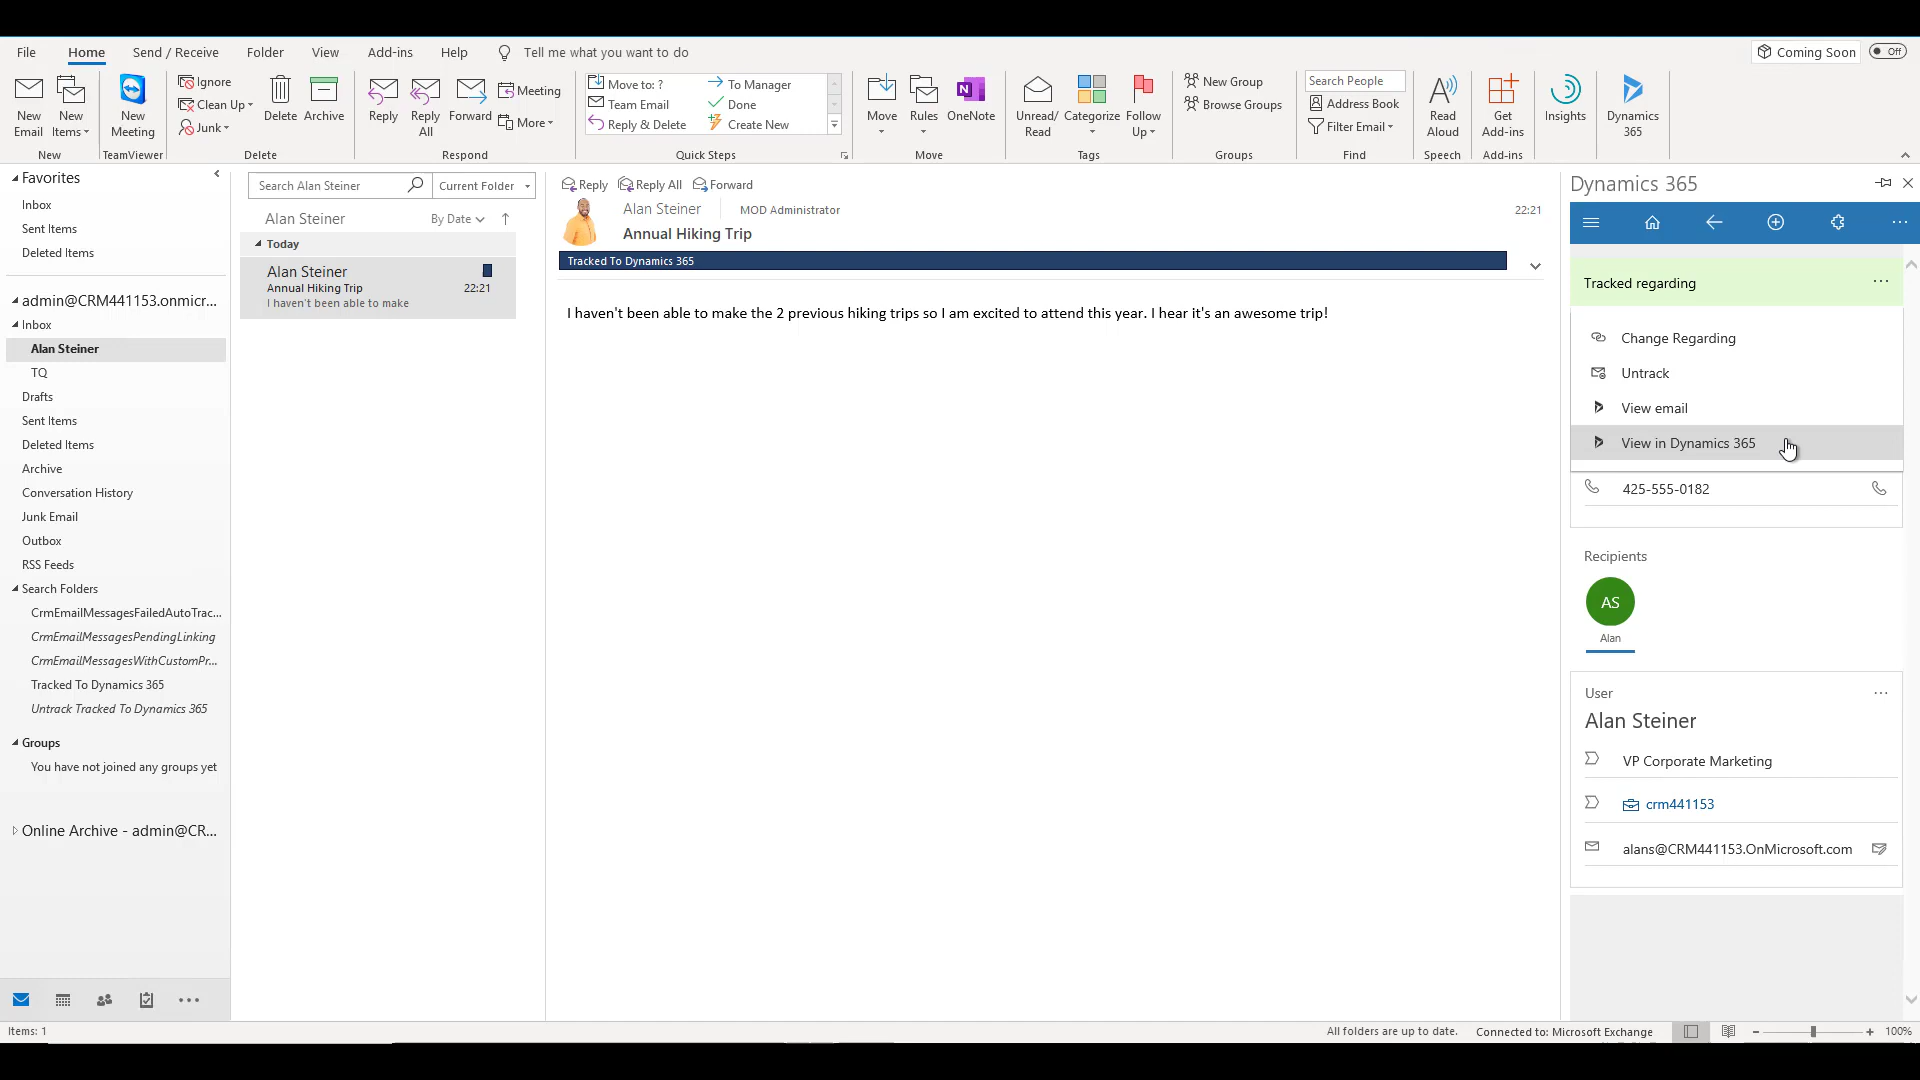 File Home Send / Receive Folder View Add-ins Help Tell me what you want to do Coming Soon Off
New Email
New Items
New Meeting
Ignore
Clean Up
Junk
Delete
Archive
Reply
Reply All
Forward
Meeting
More
Move to: ?
Team Email
Reply & Delete
To Manager
Done
Create New
Move
Rules
OneNote
Unread/ Read
Categorize
Follow Up
New Group
Browse Groups
Search People
Address Book
Filter Email
Read Aloud
Get Add-ins
Insights
Dynamics 365
New TeamViewer Delete Respond Quick Steps Move Tags Groups Find Speech Add-ins
Favorites
Inbox
Sent Items
Deleted Items
admin@CRM441153.onmicr...
Inbox
Alan Steiner
TQ
Drafts
Sent Items
Deleted Items
Archive
Conversation History
Junk Email
Outbox
RSS Feeds
Search Folders
CrmEmailMessagesFailedAutoTrac...
CrmEmailMessagesPendingLinking
CrmEmailMessagesWithCustomPr...
Tracked To Dynamics 365
Untrack Tracked To Dynamics 365
Groups
You have not joined any groups yet
Online Archive - admin@CR...
Search Alan Steiner Current Folder
Alan Steiner By Date
Today
Alan Steiner
Annual Hiking Trip 22:21
I haven't been able to make
Reply Reply All Forward
Alan Steiner MOD Administrator 22:21
Annual Hiking Trip
Tracked To Dynamics 365
I haven't been able to make the 2 previous hiking trips so I am excited to attend this year. I hear it's an awesome trip!
Dynamics 365
Tracked regarding
Change Regarding
Untrack
View email
View in Dynamics 365
425-555-0182
Recipients
AS
Alan
User
Alan Steiner
VP Corporate Marketing
crm441153
alans@CRM441153.OnMicrosoft.com
Items: 1 All folders are up to date. Connected to: Microsoft Exchange 100%